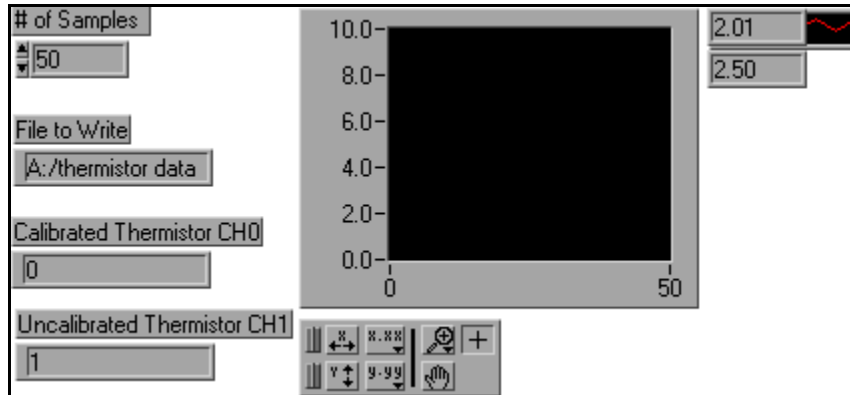 # of Samples
50
File to Write
A:/thermistor data
Calibrated Thermistor CH0
0
Uncalibrated Thermistor CH1
1
10.0
8.0
6.0
4.0
2.0
0.0
0 50
2.01
2.50
X X.XX
Y Y.YY